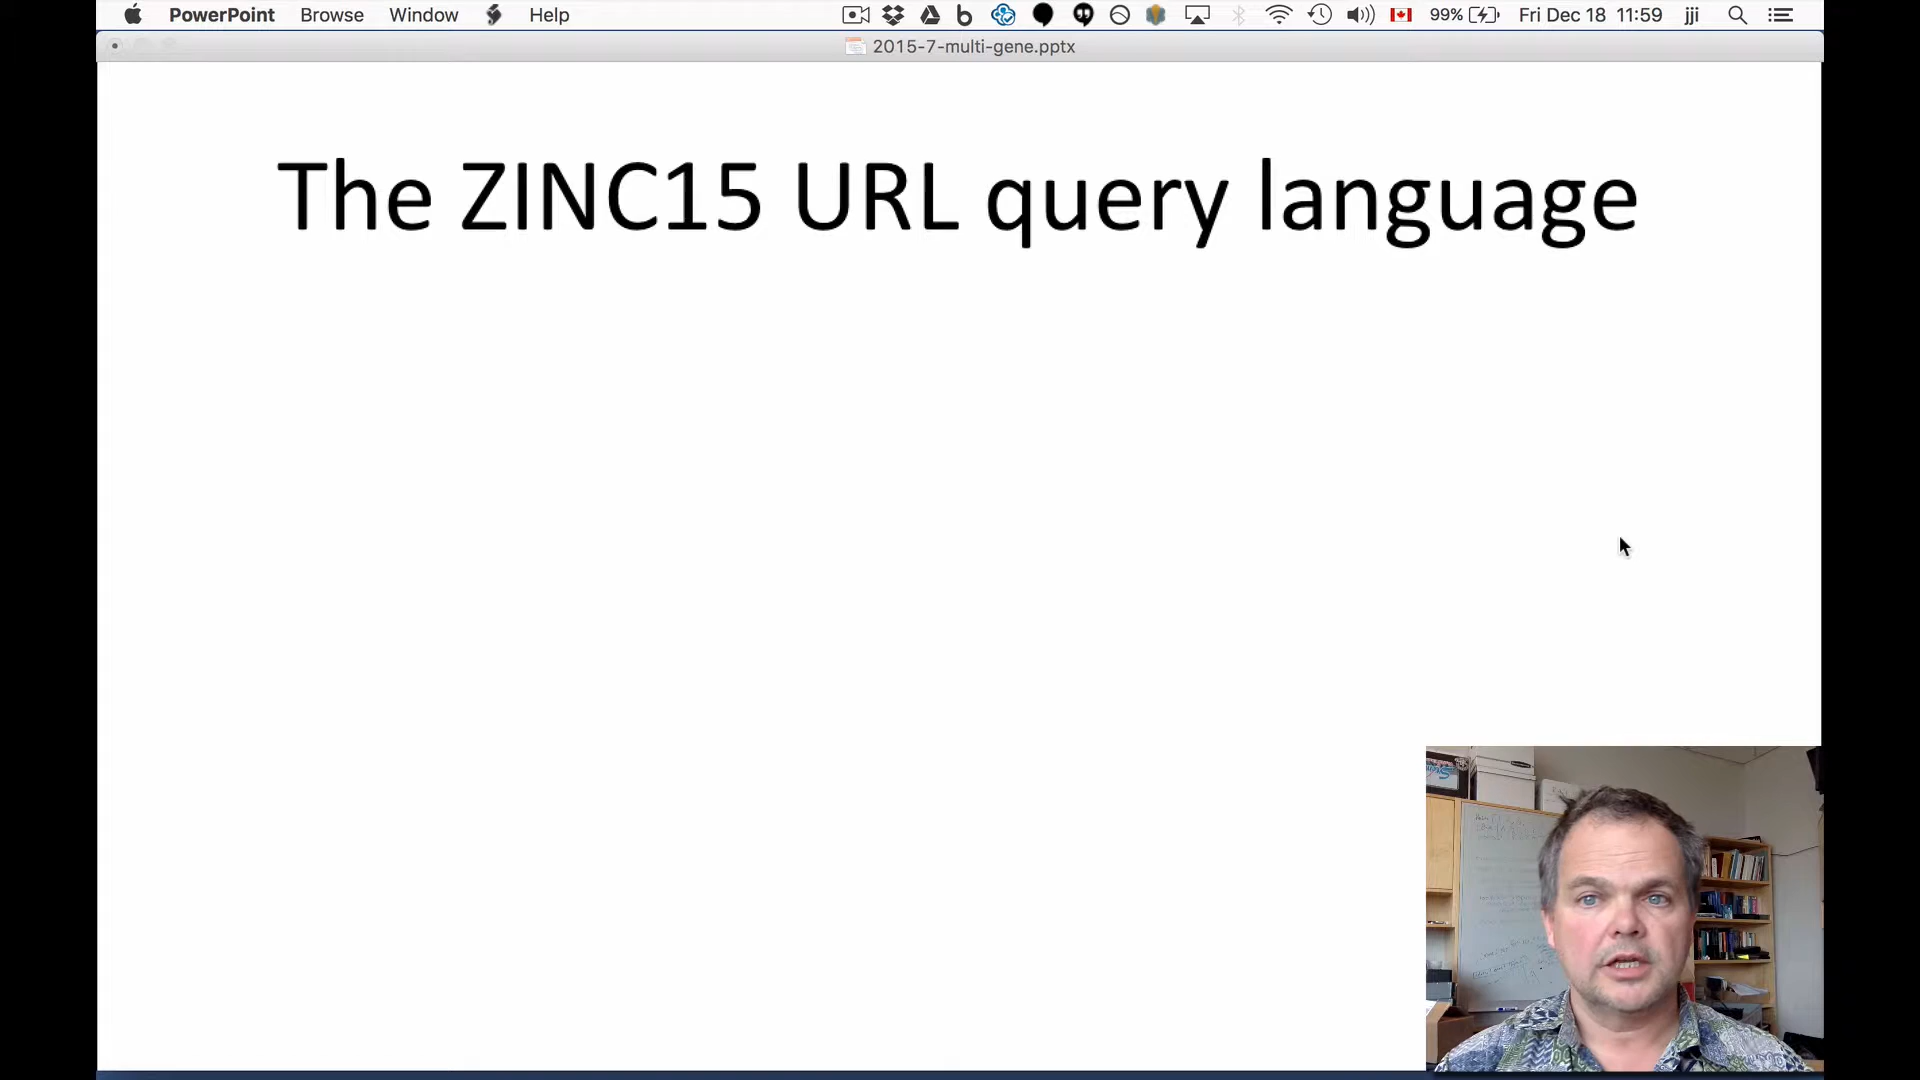 PowerPoint Browse Window Help 99% Fri Dec 18 11:59 jji
2015-7-multi-gene.pptx
The ZINC15 URL query language